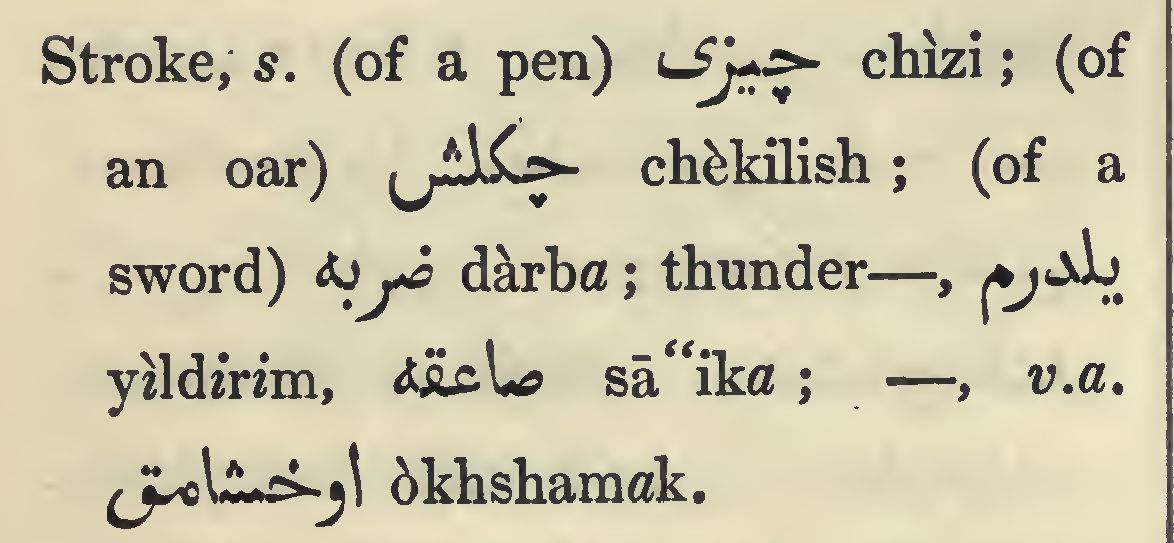 Stroke, s. (of a pen) چیزی chìzi ; (of
an oar) چکلش chèkilish ; (of a
sword) ضربه dàrba ; thunder—, یلدرم
yìldirim, صاعقه sā“ika ; —, v.a.
اوخشامق òkhshamak.